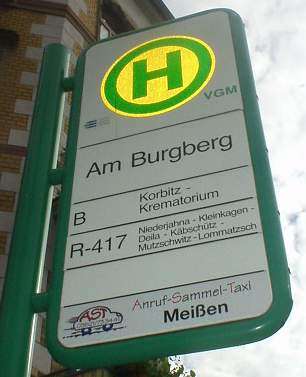 H
VGM
Am Burgberg
B Korbitz -
Krematorium
R-417 Niederjahna - Kleinkagen -
Deila - Käbschütz -
Mutzschwitz - Lommatzsch
AST Anruf-Sammel-Taxi
Meißen